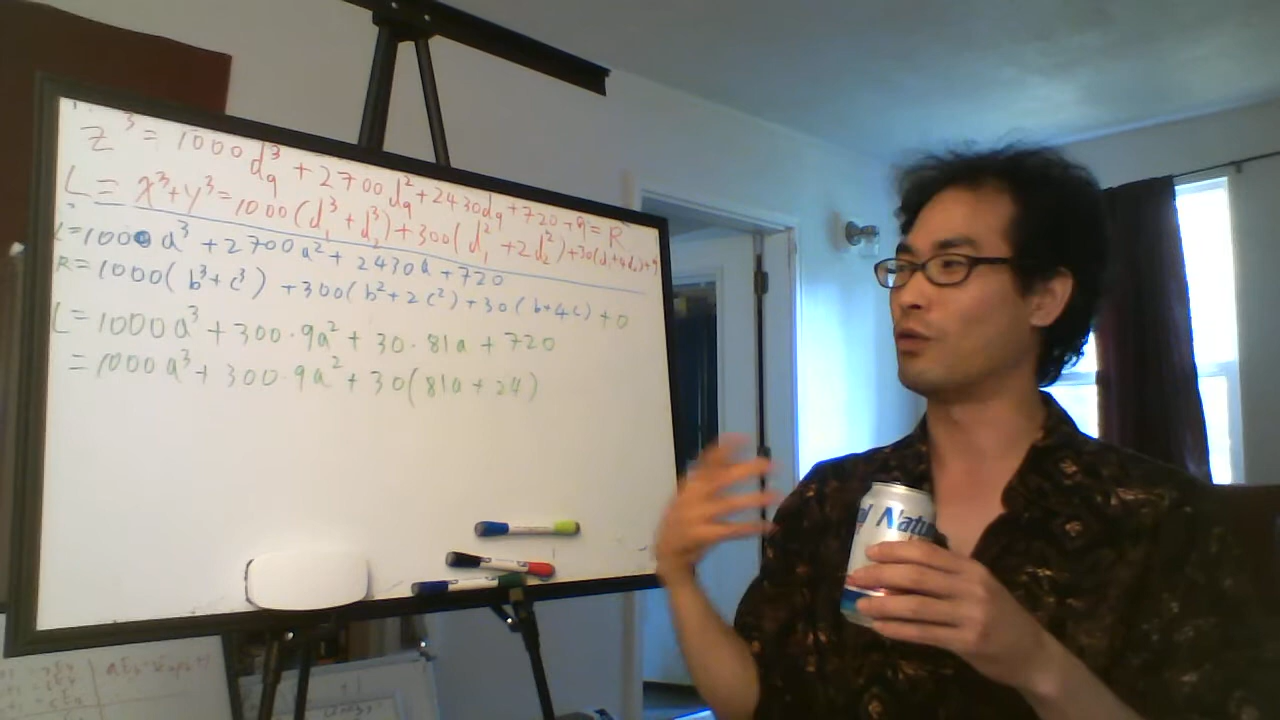 z³ = 1000d₉³ + 2700d₉² + 2430d₉ + 720 + 9 = R
L = x³+y³ = 1000(d₁³ + d₂³) + 300(d₁² + 2d₂²) + 30(d₁+4d₂)+9
L = 1000a³ + 2700a² + 2430a + 720
R = 1000(b³+c³) + 300(b²+2c²) + 30(b+4c) + 0
L = 1000a³ + 300·9a² + 30·81a + 720
= 1000a³ + 300·9a² + 30(81a + 24)
Natu